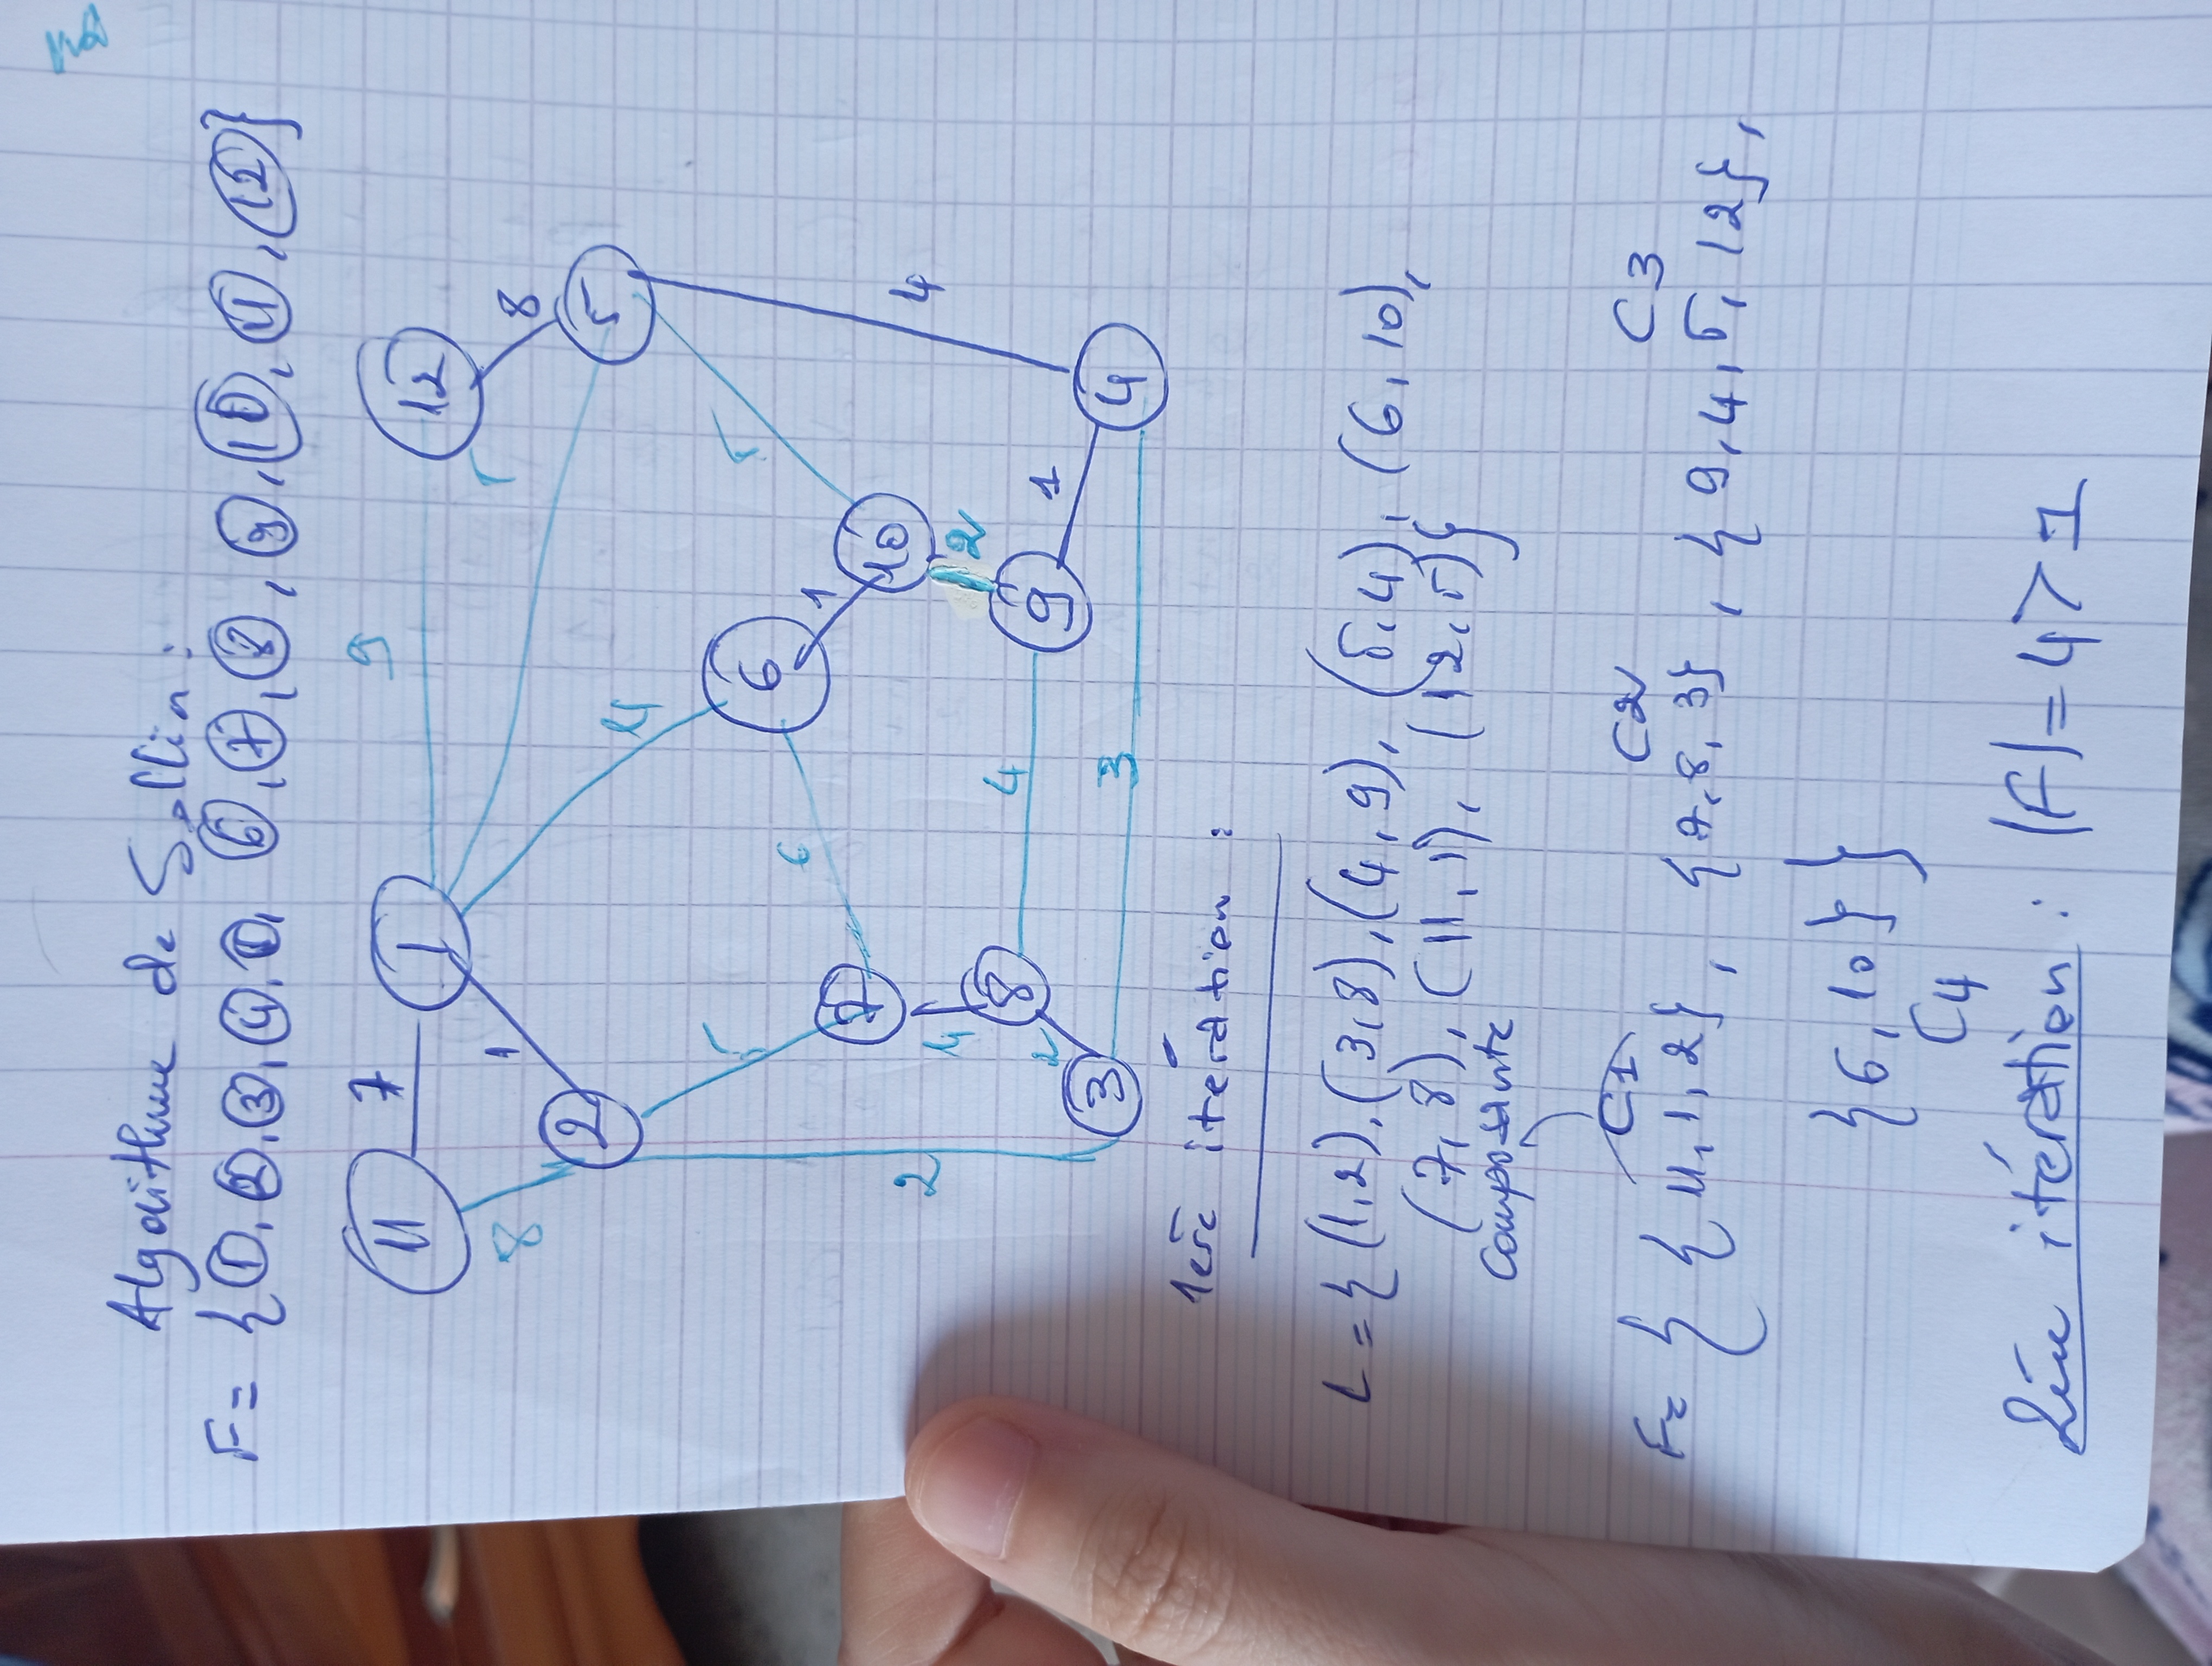 Algorithme de Sollin :
F = { 1, 2, 3, 4, 5, 6, 7, 8, 9, 10, 11, 12 }
11 7 1 9 12
8 1 5 8
2 5
4
5 6 5
6 1
7 10
2 4 4
2
8 4 9 1
2
3 3 4
1ere itération :
L = { (1,2), (3,8), (4,9), (5,4), (6,10),
(7,8), (11,1), (12,5) }
Composante
C1 C2 C3
F = { { 11, 1, 2 }, { 7, 8, 3 }, { 9, 4, 5, 12 },
{ 6, 10 } }
C4
2ème itération : |F| = 4 > 1